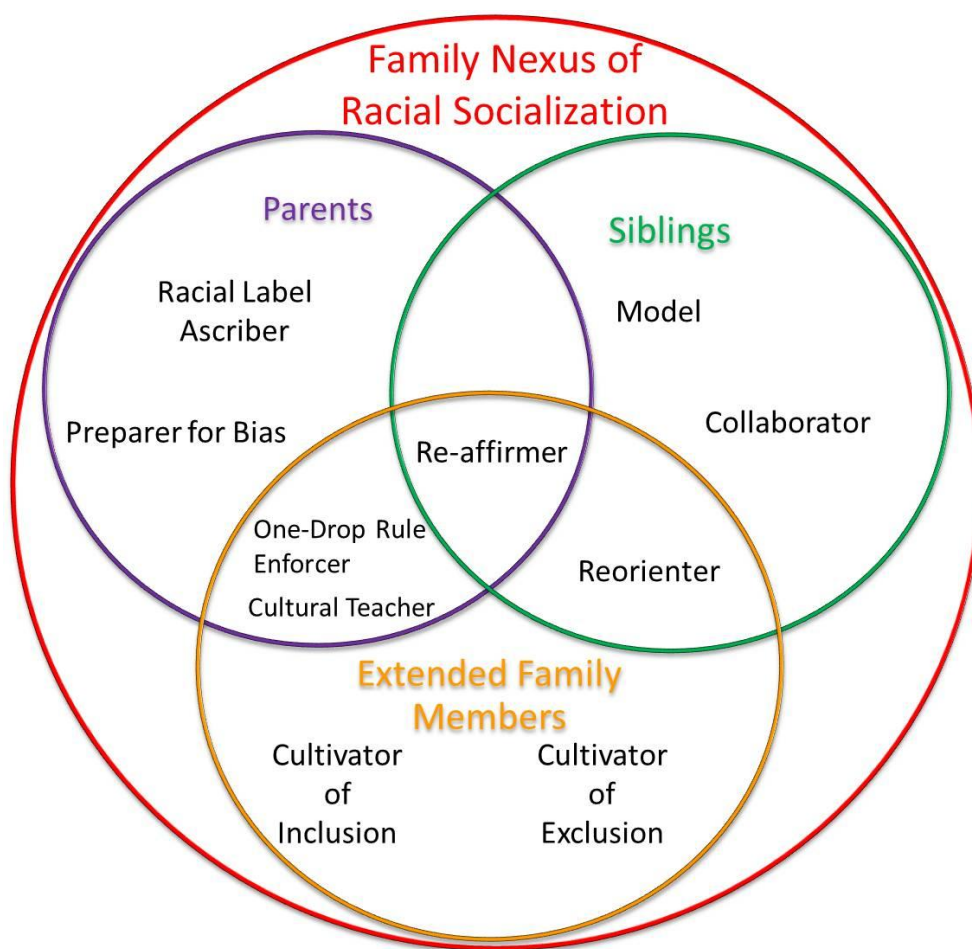 Family Nexus of
Racial Socialization
Parents
Siblings
Racial Label
Ascriber
Model
Preparer for Bias
Collaborator
Re-affirmer
One-Drop Rule
Enforcer
Cultural Teacher
Reorienter
Extended Family
Members
Cultivator
of
Inclusion
Cultivator
of
Exclusion